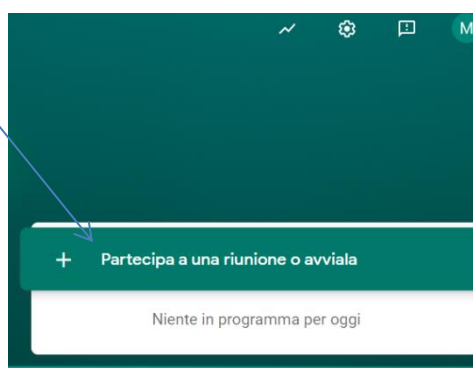 M
+ Partecipa a una riunione o avviala
Niente in programma per oggi